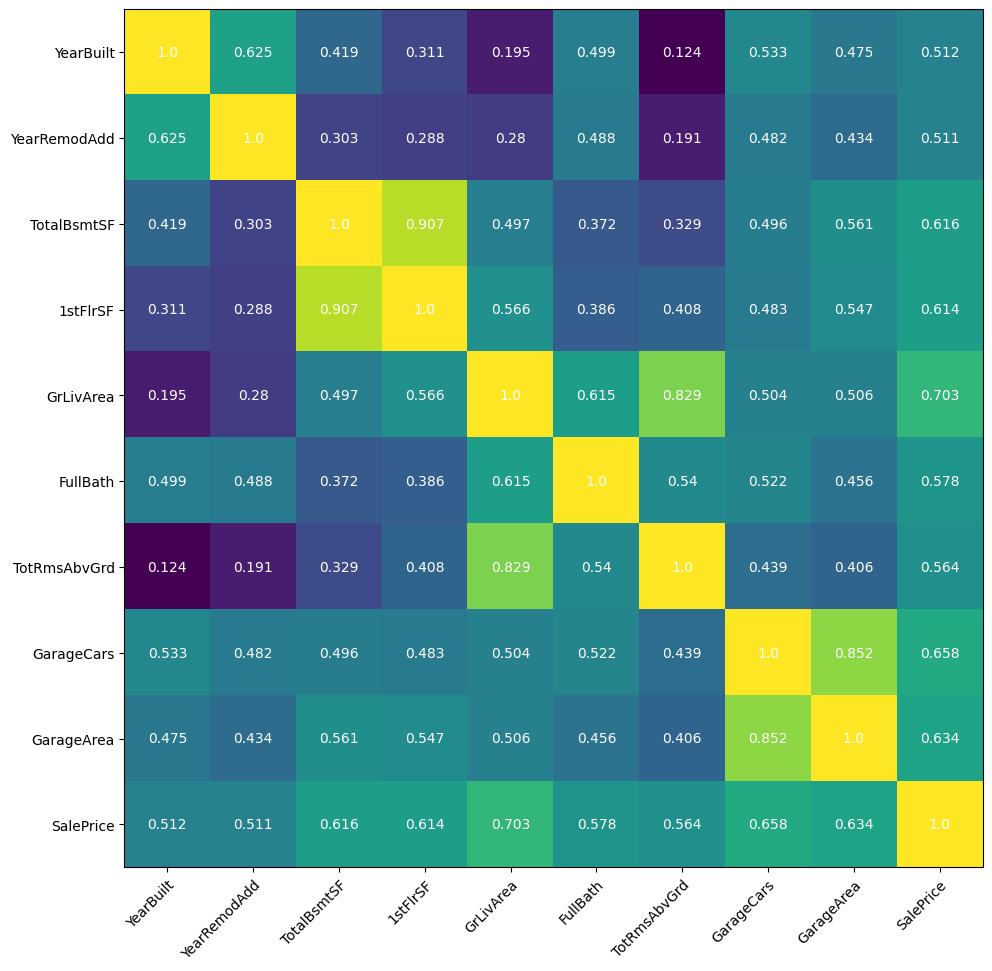 YearBuilt 1.0 0.625 0.419 0.311 0.195 0.499 0.124 0.533 0.475 0.512
YearRemodAdd 0.625 1.0 0.303 0.288 0.28 0.488 0.191 0.482 0.434 0.511
TotalBsmtSF 0.419 0.303 1.0 0.907 0.497 0.372 0.329 0.496 0.561 0.616
1stFlrSF 0.311 0.288 0.907 1.0 0.566 0.386 0.408 0.483 0.547 0.614
GrLivArea 0.195 0.28 0.497 0.566 1.0 0.615 0.829 0.504 0.506 0.703
FullBath 0.499 0.488 0.372 0.386 0.615 1.0 0.54 0.522 0.456 0.578
TotRmsAbvGrd 0.124 0.191 0.329 0.408 0.829 0.54 1.0 0.439 0.406 0.564
GarageCars 0.533 0.482 0.496 0.483 0.504 0.522 0.439 1.0 0.852 0.658
GarageArea 0.475 0.434 0.561 0.547 0.506 0.456 0.406 0.852 1.0 0.634
SalePrice 0.512 0.511 0.616 0.614 0.703 0.578 0.564 0.658 0.634 1.0
YearBuilt YearRemodAdd TotalBsmtSF 1stFlrSF GrLivArea FullBath TotRmsAbvGrd GarageCars GarageArea SalePrice